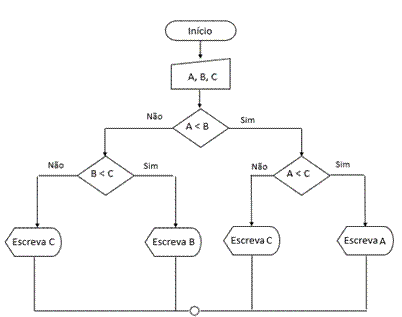 Início
A, B, C
Não
A < B
Sim
Não
B < C
Sim
Não
A < C
Sim
Escreva C
Escreva B
Escreva C
Escreva A